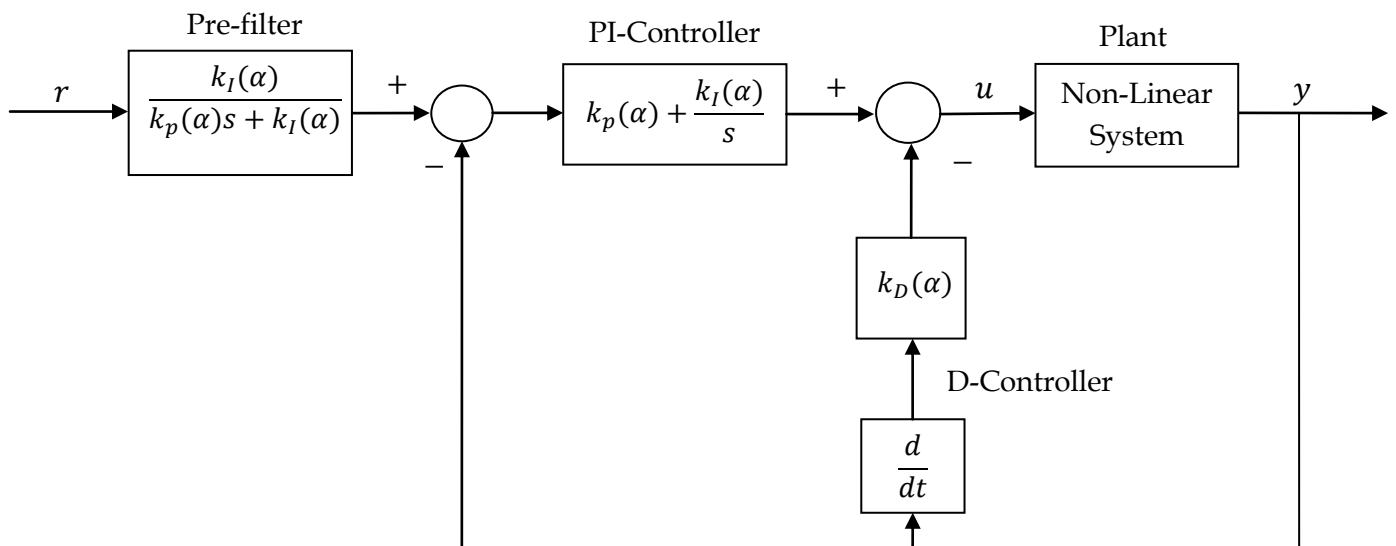 Pre-filter
PI-Controller
Plant
r
k_I(α)
k_p(α)s + k_I(α)
+
−
k_p(α) + k_I(α)/s
+
−
u
Non-Linear
System
y
k_D(α)
D-Controller
d
dt